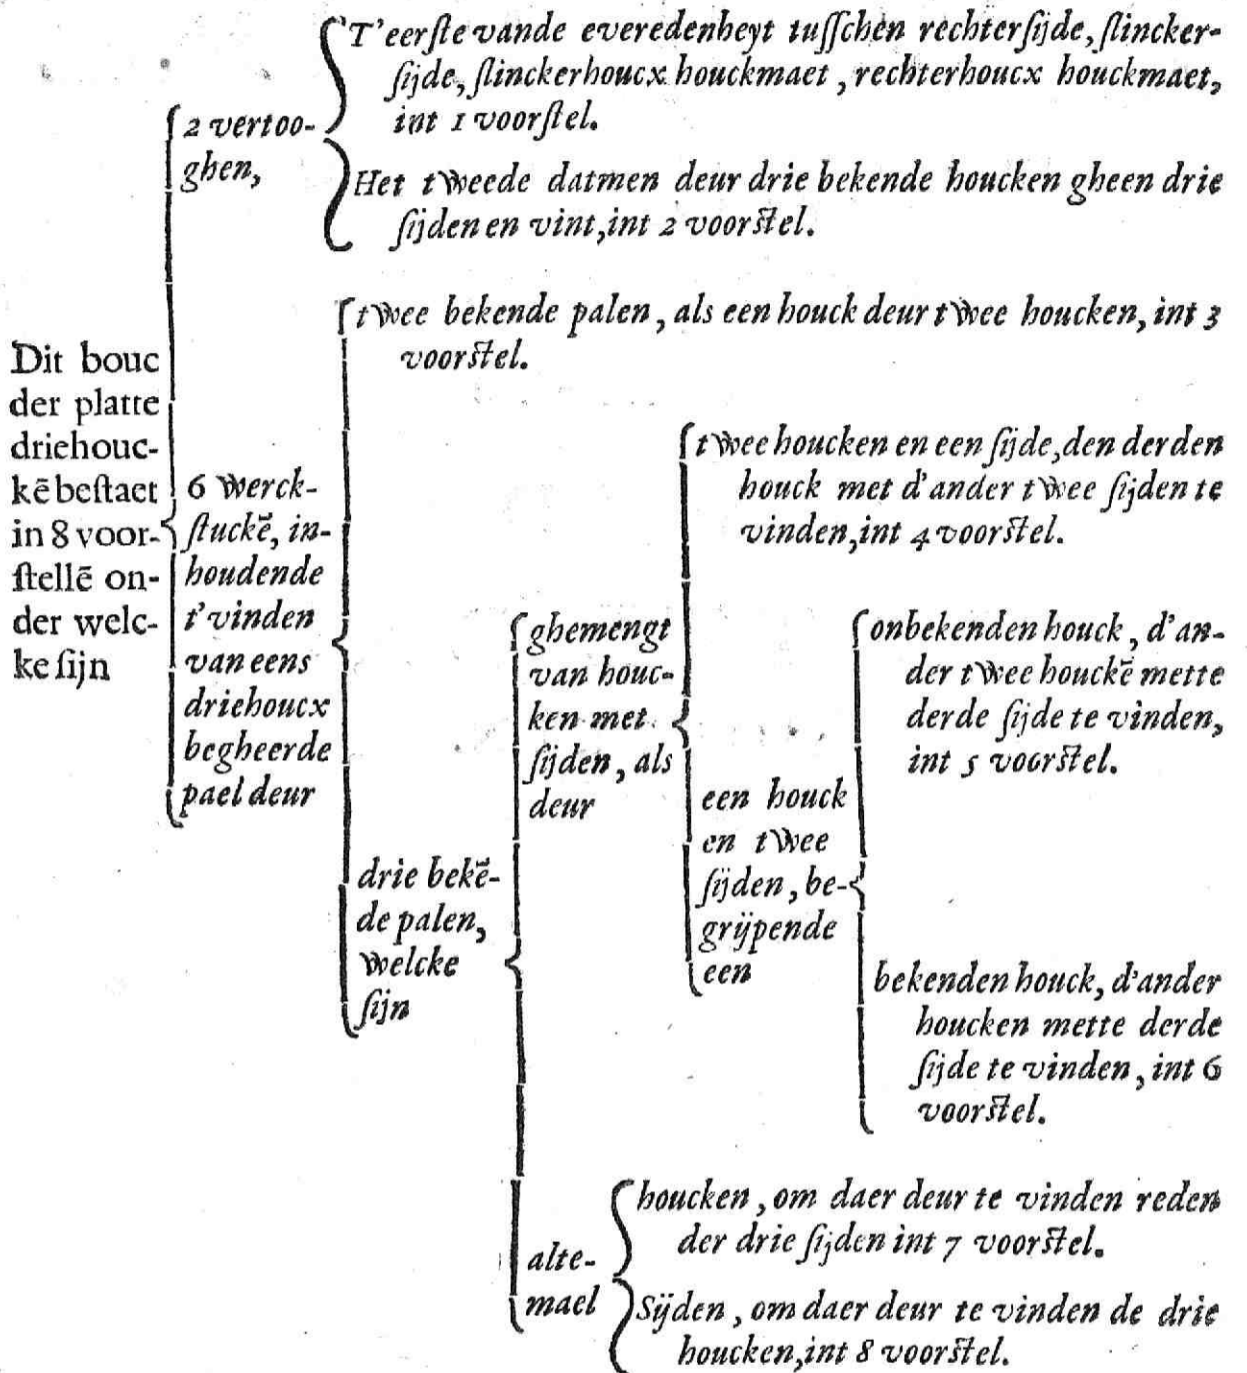 Dit bouc
der platte
driehouc-
kē beſtaet
in 8 voor-
ſtellē on-
der welc-
ke ſijn
2 vertoo-
ghen,
T'eerſte vande everedenheyt tuſſchen rechterſijde, ſlincker-
ſijde, ſlinckerhoucx houckmaet, rechterhoucx houckmaet,
int 1 voorſtel.
Het tweede datmen deur drie bekende houcken gheen drie
ſijden en vint, int 2 voorſtel.
6 werck-
ſtuckē, in-
houdende
t'vinden
van eens
driehoucx
begheerde
pael deur
twee bekende palen, als een houck deur twee houcken, int 3
voorſtel.
drie bekē-
de palen,
welcke
ſijn
ghemengt
van houc-
ken met
ſijden, als
deur
twee houcken en een ſijde, den derden
houck met d'ander twee ſijden te
vinden, int 4 voorſtel.
een houck
en twee
ſijden, be-
grijpende
een
onbekenden houck, d'an-
der twee houckē mette
derde ſijde te vinden,
int 5 voorſtel.
bekenden houck, d'ander
houcken mette derde
ſijde te vinden, int 6
voorſtel.
alte-
mael
houcken, om daer deur te vinden reden
der drie ſijden int 7 voorſtel.
Sijden, om daer deur te vinden de drie
houcken, int 8 voorſtel.